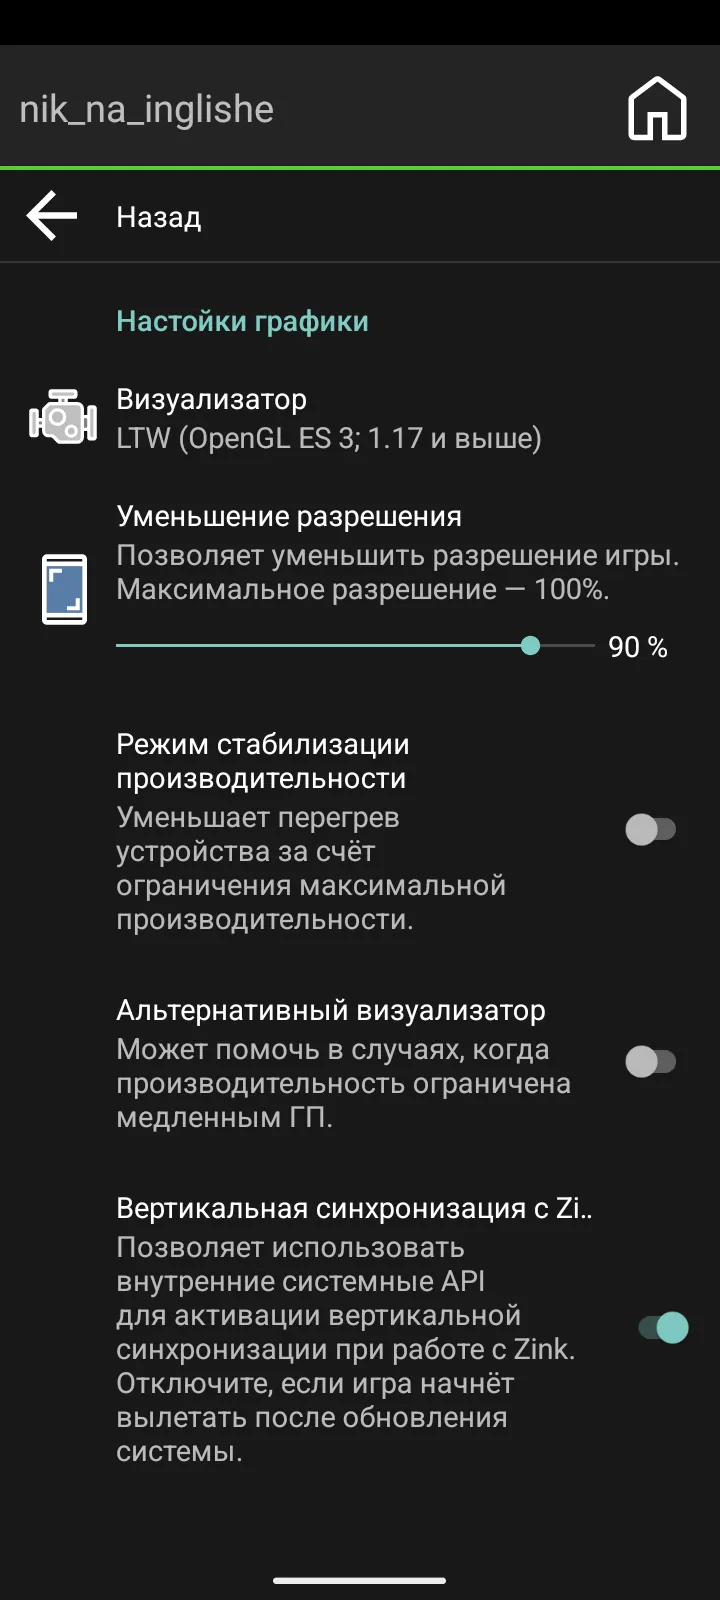 nik_na_inglishe
Назад
Настойки графики
Визуализатор
LTW (OpenGL ES 3; 1.17 и выше)
Уменьшение разрешения
Позволяет уменьшить разрешение игры.
Максимальное разрешение — 100%.
90 %
Режим стабилизации
производительности
Уменьшает перегрев
устройства за счёт
ограничения максимальной
производительности.
Альтернативный визуализатор
Может помочь в случаях, когда
производительность ограничена
медленным ГП.
Вертикальная синхронизация с Zi..
Позволяет использовать
внутренние системные API
для активации вертикальной
синхронизации при работе с Zink.
Отключите, если игра начнёт
вылетать после обновления
системы.